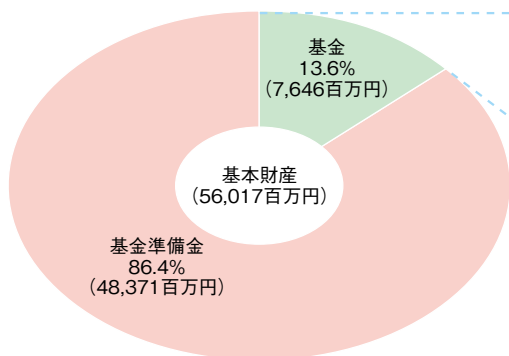 基金
13.6%
（7,646百万円）
基本財産
（56,017百万円）
基金準備金
86.4%
（48,371百万円）